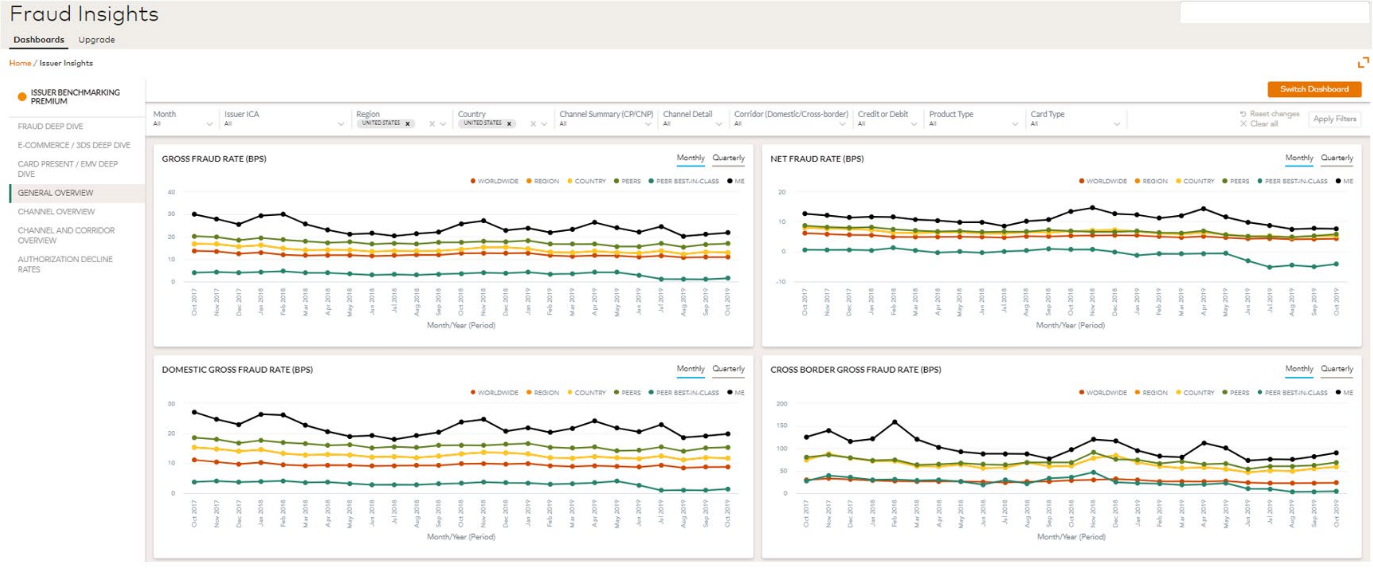 Fraud Insights
Dashboards Upgrade
Home / Issuer Insights
ISSUER BENCHMARKING
PREMIUM
Switch Dashboard
FRAUD DEEP DIVE
E-COMMERCE / 3DS DEEP DIVE
CARD PRESENT / EMV DEEP
DIVE
GENERAL OVERVIEW
CHANNEL OVERVIEW
CHANNEL AND CORRIDOR
OVERVIEW
AUTHORIZATION DECLINE
RATES
Month Issuer ICA Region Country Channel Summary (CP/CNP) Channel Detail Corridor (Domestic/Cross-border) Credit or Debit Product Type Card Type
All All UNITED STATES x UNITED STATES x All All All All All All
Reset changes
Clear all
Apply Filters
GROSS FRAUD RATE (BPS) Monthly Quarterly
WORLDWIDE REGION COUNTRY PEERS PEER BEST-IN-CLASS ME
40
30
20
10
0
Oct 2017 Nov 2017 Dec 2017 Jan 2018 Feb 2018 Mar 2018 Apr 2018 May 2018 Jun 2018 Jul 2018 Aug 2018 Sep 2018 Oct 2018 Nov 2018 Dec 2018 Jan 2019 Feb 2019 Mar 2019 Apr 2019 May 2019 Jun 2019 Jul 2019 Aug 2019 Sep 2019 Oct 2019
Month/Year (Period)
NET FRAUD RATE (BPS) Monthly Quarterly
WORLDWIDE REGION COUNTRY PEERS PEER BEST-IN-CLASS ME
20
10
0
-10
Oct 2017 Nov 2017 Dec 2017 Jan 2018 Feb 2018 Mar 2018 Apr 2018 May 2018 Jun 2018 Jul 2018 Aug 2018 Sep 2018 Oct 2018 Nov 2018 Dec 2018 Jan 2019 Feb 2019 Mar 2019 Apr 2019 May 2019 Jun 2019 Jul 2019 Aug 2019 Sep 2019 Oct 2019
Month/Year (Period)
DOMESTIC GROSS FRAUD RATE (BPS) Monthly Quarterly
WORLDWIDE REGION COUNTRY PEERS PEER BEST-IN-CLASS ME
30
20
10
0
Oct 2017 Nov 2017 Dec 2017 Jan 2018 Feb 2018 Mar 2018 Apr 2018 May 2018 Jun 2018 Jul 2018 Aug 2018 Sep 2018 Oct 2018 Nov 2018 Dec 2018 Jan 2019 Feb 2019 Mar 2019 Apr 2019 May 2019 Jun 2019 Jul 2019 Aug 2019 Sep 2019 Oct 2019
Month/Year (Period)
CROSS BORDER GROSS FRAUD RATE (BPS) Monthly Quarterly
WORLDWIDE REGION COUNTRY PEERS PEER BEST-IN-CLASS ME
200
150
100
50
0
Oct 2017 Nov 2017 Dec 2017 Jan 2018 Feb 2018 Mar 2018 Apr 2018 May 2018 Jun 2018 Jul 2018 Aug 2018 Sep 2018 Oct 2018 Nov 2018 Dec 2018 Jan 2019 Feb 2019 Mar 2019 Apr 2019 May 2019 Jun 2019 Jul 2019 Aug 2019 Sep 2019 Oct 2019
Month/Year (Period)